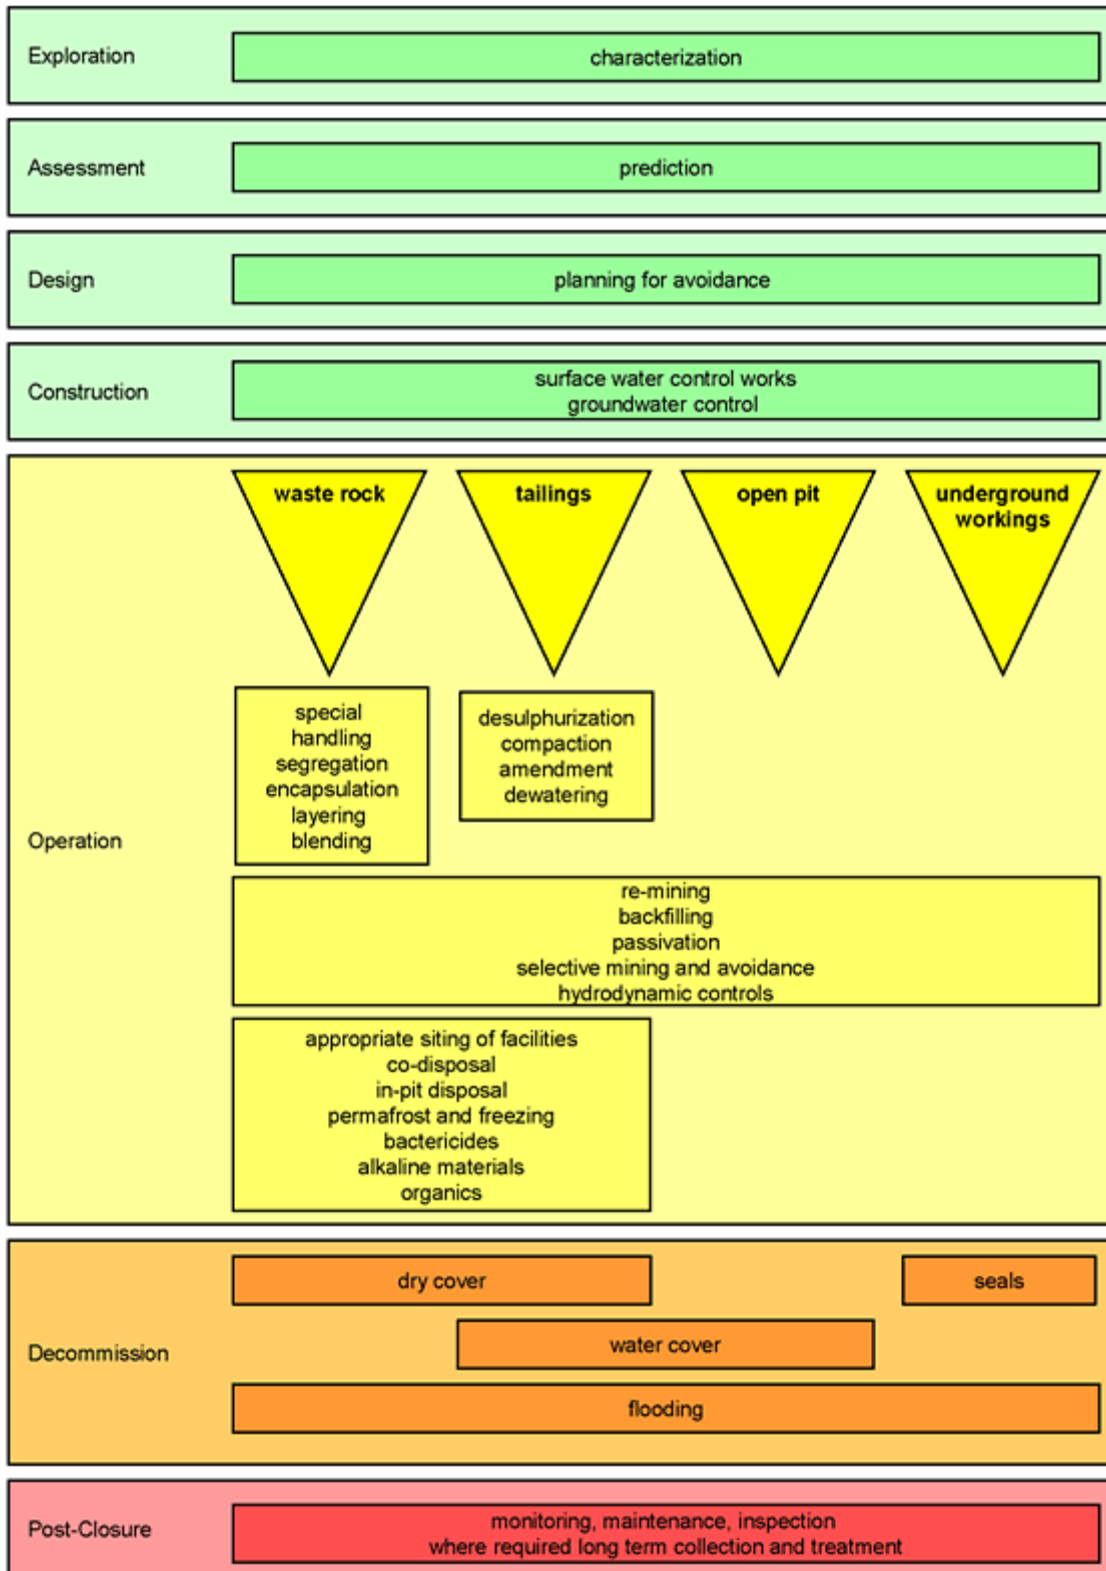 Exploration
characterization
Assessment
prediction
Design
planning for avoidance
Construction
surface water control works
groundwater control
Operation
waste rock
tailings
open pit
underground
workings
special
handling
segregation
encapsulation
layering
blending
desulphurization
compaction
amendment
dewatering
re-mining
backfilling
passivation
selective mining and avoidance
hydrodynamic controls
appropriate siting of facilities
co-disposal
in-pit disposal
permafrost and freezing
bactericides
alkaline materials
organics
Decommission
dry cover
seals
water cover
flooding
Post-Closure
monitoring, maintenance, inspection
where required long term collection and treatment